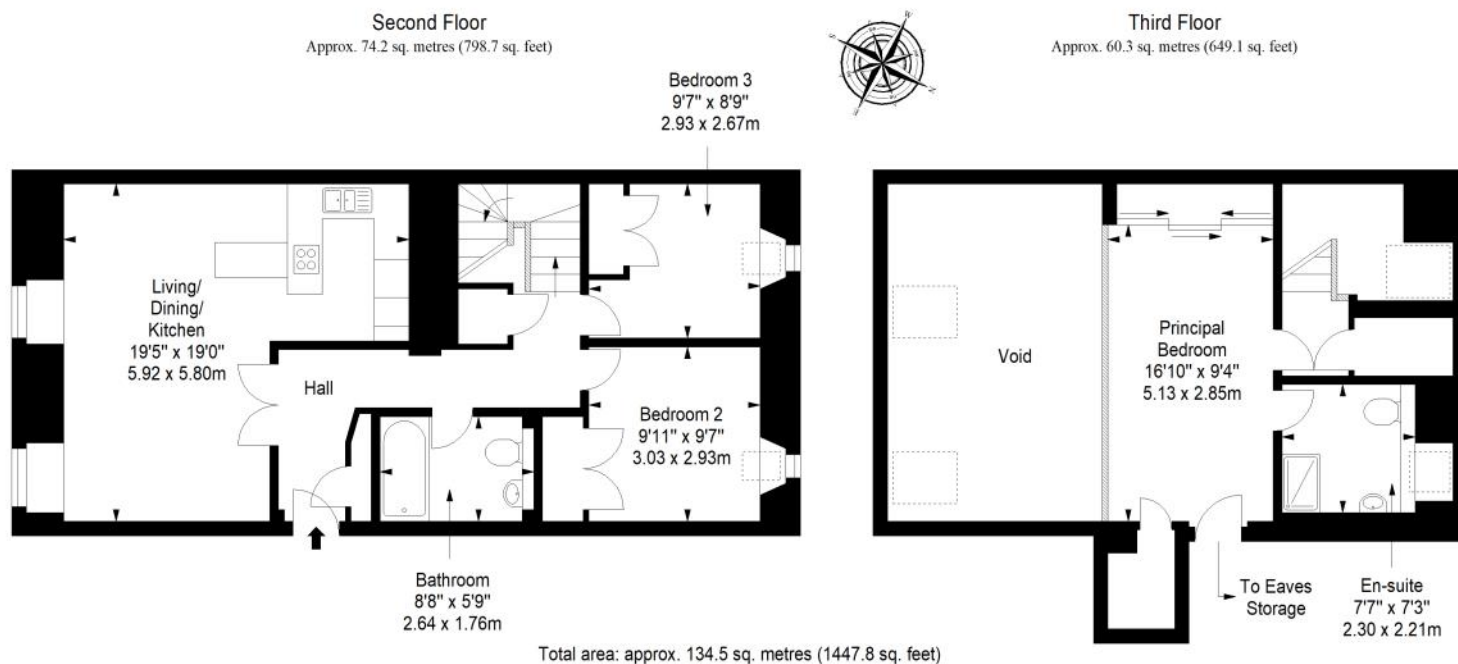 Second Floor
Approx. 74.2 sq. metres (798.7 sq. feet)
Third Floor
Approx. 60.3 sq. metres (649.1 sq. feet)
W
S
N
Bedroom 3
9'7" x 8'9"
2.93 x 2.67m
Living/
Dining/
Kitchen
19'5" x 19'0"
5.92 x 5.80m
Hall
Bedroom 2
9'11" x 9'7"
3.03 x 2.93m
Bathroom
8'8" x 5'9"
2.64 x 1.76m
Void
Principal
Bedroom
16'10" x 9'4"
5.13 x 2.85m
To Eaves
Storage
En-suite
7'7" x 7'3"
2.30 x 2.21m
Total area: approx. 134.5 sq. metres (1447.8 sq. feet)